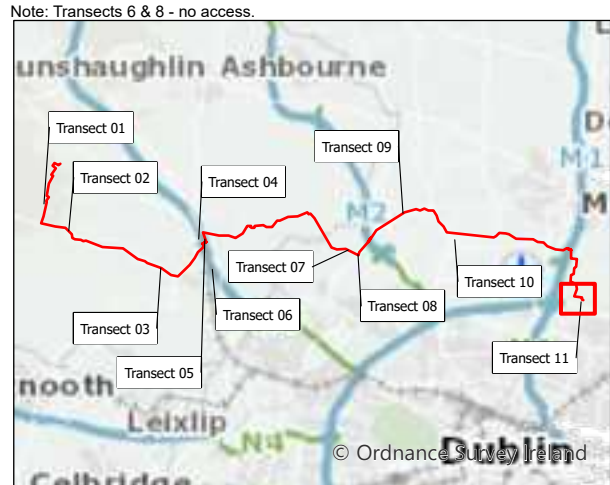 Note: Transects 6 & 8 - no access.
unshaughlin Ashbourne
Transect 01
Transect 09
M1
Transect 02
Transect 04
M2
Transect 07
Transect 10
Transect 03
Transect 06
Transect 08
Transect 05
Transect 11
nooth
Leixlip
N4
Dublin
© Ordnance Survey Ireland
Celbridge